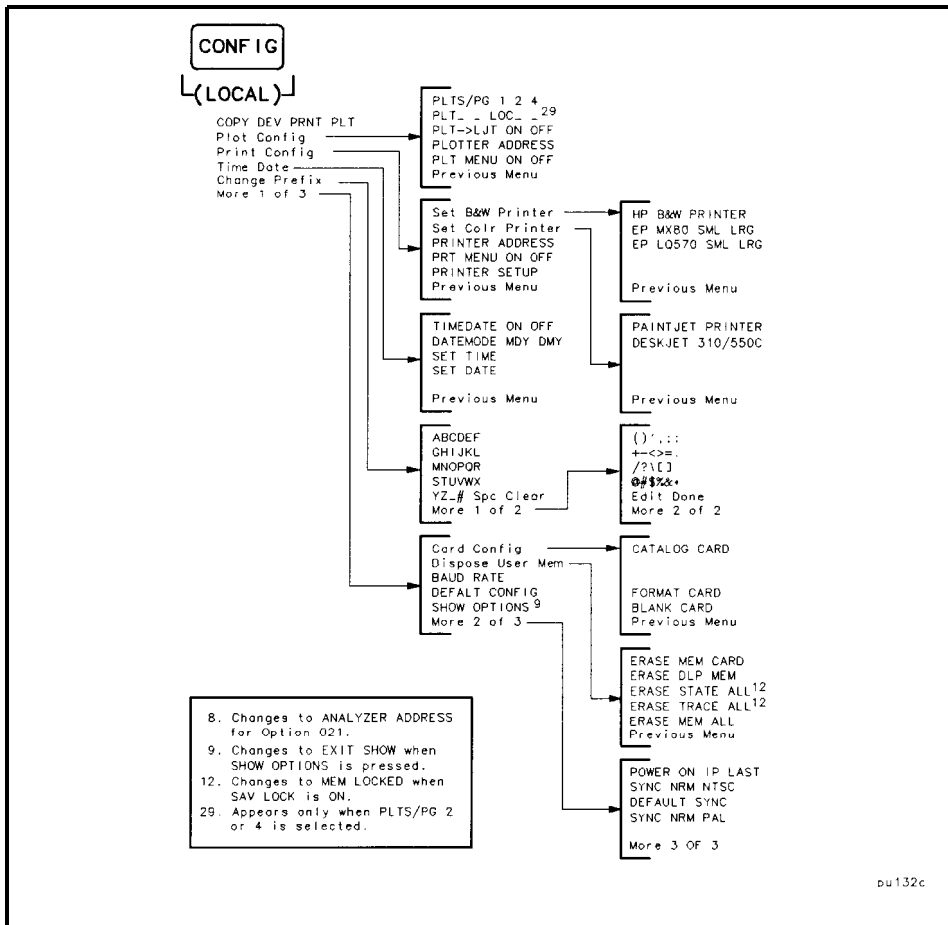 CONFIG
(LOCAL)
COPY DEV PRNT PLT
Plot Config
Print Config
Time Date
Change Prefix
More 1 of 3
PLTS/PG 1 2 4
PLT_ _ LOC_ _ 29
PLT->LJT ON OFF
PLOTTER ADDRESS
PLT MENU ON OFF
Previous Menu
Set B&W Printer
Set Colr Printer
PRINTER ADDRESS
PRT MENU ON OFF
PRINTER SETUP
Previous Menu
HP B&W PRINTER
EP MX80 SML LRG
EP LQ570 SML LRG
Previous Menu
PAINTJET PRINTER
DESKJET 310/550C
Previous Menu
TIMEDATE ON OFF
DATEMODE MDY DMY
SET TIME
SET DATE
Previous Menu
ABCDEF
GHIJKL
MNOPQR
STUVWX
YZ_# Spc Clear
More 1 of 2
()',:;
+-<>=.
/?\[]
@#$%&*
Edit Done
More 2 of 2
Card Config
Dispose User Mem
BAUD RATE
DEFALT CONFIG
SHOW OPTIONS 9
More 2 of 3
CATALOG CARD
FORMAT CARD
BLANK CARD
Previous Menu
ERASE MEM CARD
ERASE DLP MEM
ERASE STATE ALL 12
ERASE TRACE ALL 12
ERASE MEM ALL
Previous Menu
POWER ON IP LAST
SYNC NRM NTSC
DEFAULT SYNC
SYNC NRM PAL
More 3 OF 3
8. Changes to ANALYZER ADDRESS
for Option 021.
9. Changes to EXIT SHOW when
SHOW OPTIONS is pressed.
12. Changes to MEM LOCKED when
SAV LOCK is ON.
29. Appears only when PLTS/PG 2
or 4 is selected.
pu132c